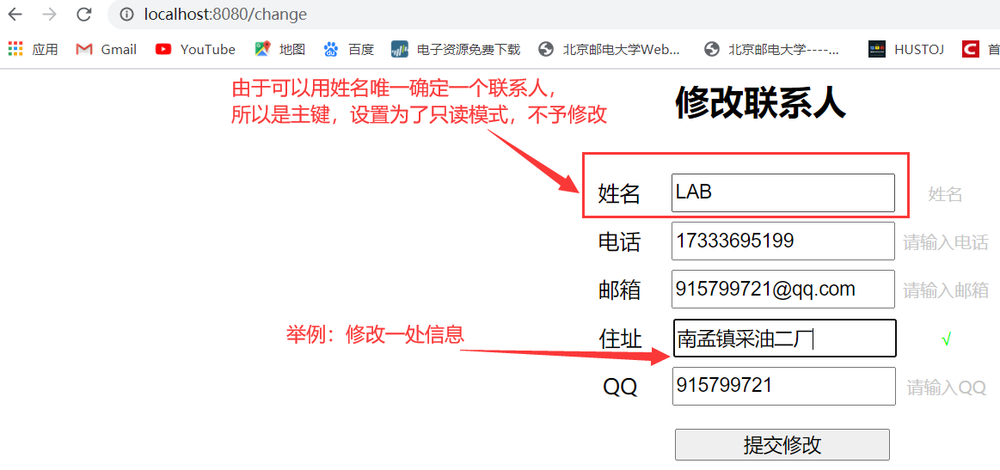 localhost:8080/change
应用 Gmail YouTube 地图 百度 电子资源免费下载 北京邮电大学Web... 北京邮电大学----... HUSTOJ 首
由于可以用姓名唯一确定一个联系人，
所以是主键，设置为了只读模式，不予修改
修改联系人
姓名 LAB 姓名
电话 17333695199 请输入电话
邮箱 915799721@qq.com 请输入邮箱
举例：修改一处信息
住址 南孟镇采油二厂 √
QQ 915799721 请输入QQ
提交修改